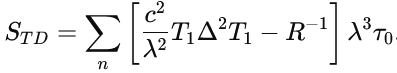 S_{TD} = \sum_{n} \left[ \frac{c^2}{\lambda^2} T_1 \Delta^2 T_1 - R^{-1} \right] \lambda^3 \tau_0.